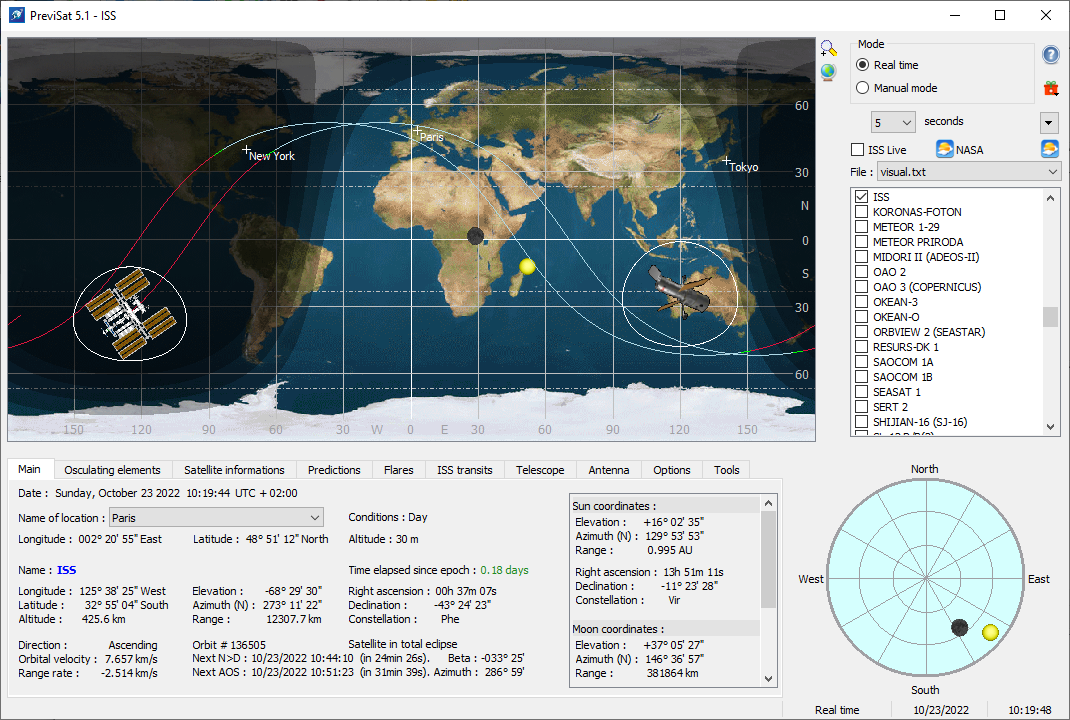 PreviSat 5.1 - ISS
Mode
Real time
Manual mode
5 seconds
ISS Live NASA
File : visual.txt
60
30
N
0
S
30
60
New York
Paris
Tokyo
150 120 90 60 30 W 0 E 30 60 90 120 150
ISS
KORONAS-FOTON
METEOR 1-29
METEOR PRIRODA
MIDORI II (ADEOS-II)
OAO 2
OAO 3 (COPERNICUS)
OKEAN-3
OKEAN-O
ORBVIEW 2 (SEASTAR)
RESURS-DK 1
SAOCOM 1A
SAOCOM 1B
SEASAT 1
SERT 2
SHIJIAN-16 (SJ-16)
Main Osculating elements Satellite informations Predictions Flares ISS transits Telescope Antenna Options Tools
Date : Sunday, October 23 2022 10:19:44 UTC + 02:00
Name of location : Paris Conditions : Day
Longitude : 002° 20' 55" East Latitude : 48° 51' 12" North Altitude : 30 m
Name : ISS Time elapsed since epoch : 0.18 days
Longitude : 125° 38' 25" West Elevation : -68° 29' 30" Right ascension : 00h 37m 07s
Latitude : 32° 55' 04" South Azimuth (N) : 273° 11' 22" Declination : -43° 24' 23"
Altitude : 425.6 km Range : 12307.7 km Constellation : Phe
Direction : Ascending Orbit # 136505 Satellite in total eclipse
Orbital velocity : 7.657 km/s Next N>D : 10/23/2022 10:44:10 (in 24min 26s). Beta : -033° 25'
Range rate : -2.514 km/s Next AOS : 10/23/2022 10:51:23 (in 31min 39s). Azimuth : 286° 59'
Sun coordinates :
Elevation : +16° 02' 35"
Azimuth (N) : 129° 53' 53"
Range : 0.995 AU
Right ascension : 13h 51m 11s
Declination : -11° 23' 28"
Constellation : Vir
Moon coordinates :
Elevation : +37° 05' 27"
Azimuth (N) : 146° 36' 57"
Range : 381864 km
North
West
East
South
Real time 10/23/2022 10:19:48